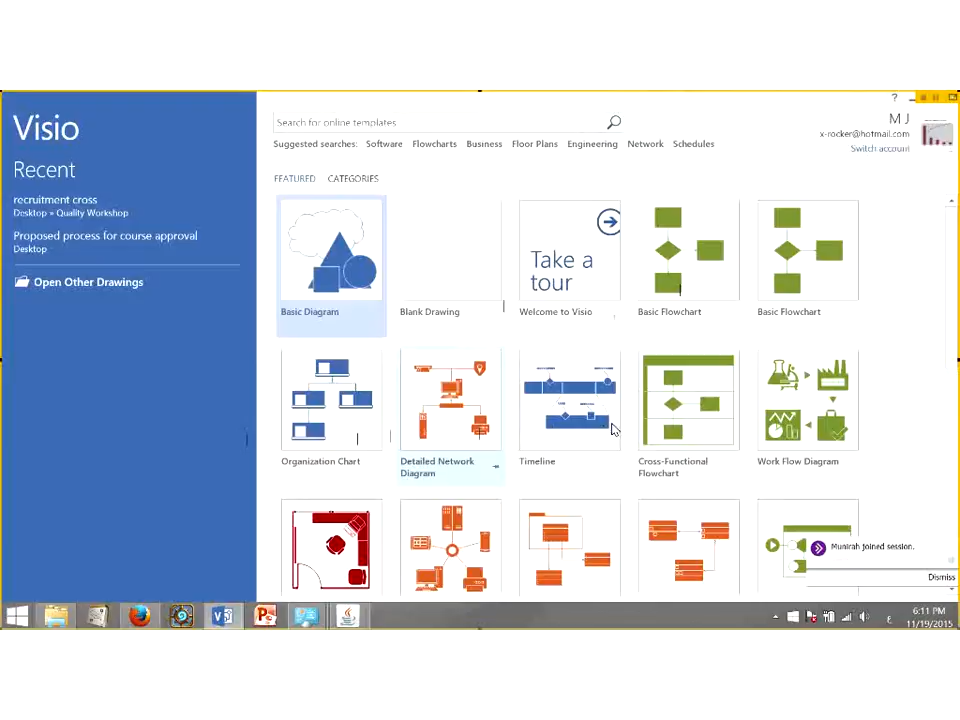 Visio
Recent
recruitment cross
Desktop » Quality Workshop
Proposed process for course approval
Desktop
Open Other Drawings
?
M J
x-rocker@hotmail.com
Switch account
Search for online templates
Suggested searches: Software Flowcharts Business Floor Plans Engineering Network Schedules
FEATURED CATEGORIES
Take a
tour
Basic Diagram
Blank Drawing
Welcome to Visio
Basic Flowchart
Basic Flowchart
Organization Chart
Detailed Network
Diagram
Timeline
Cross-Functional
Flowchart
Work Flow Diagram
Munirah joined session.
Dismiss
6:11 PM
11/19/2015